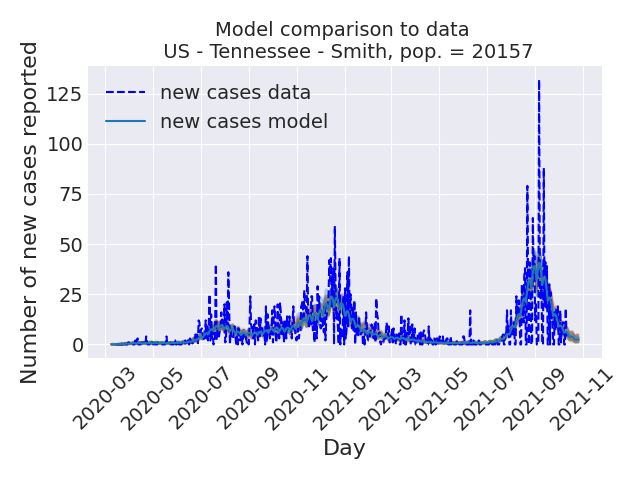 Model comparison to data
US - Tennessee - Smith, pop. = 20157
Number of new cases reported
125
100
75
50
25
0
new cases data
new cases model
2020-03
2020-05
2020-07
2020-09
2020-11
2021-01
2021-03
2021-05
2021-07
2021-09
2021-11
Day